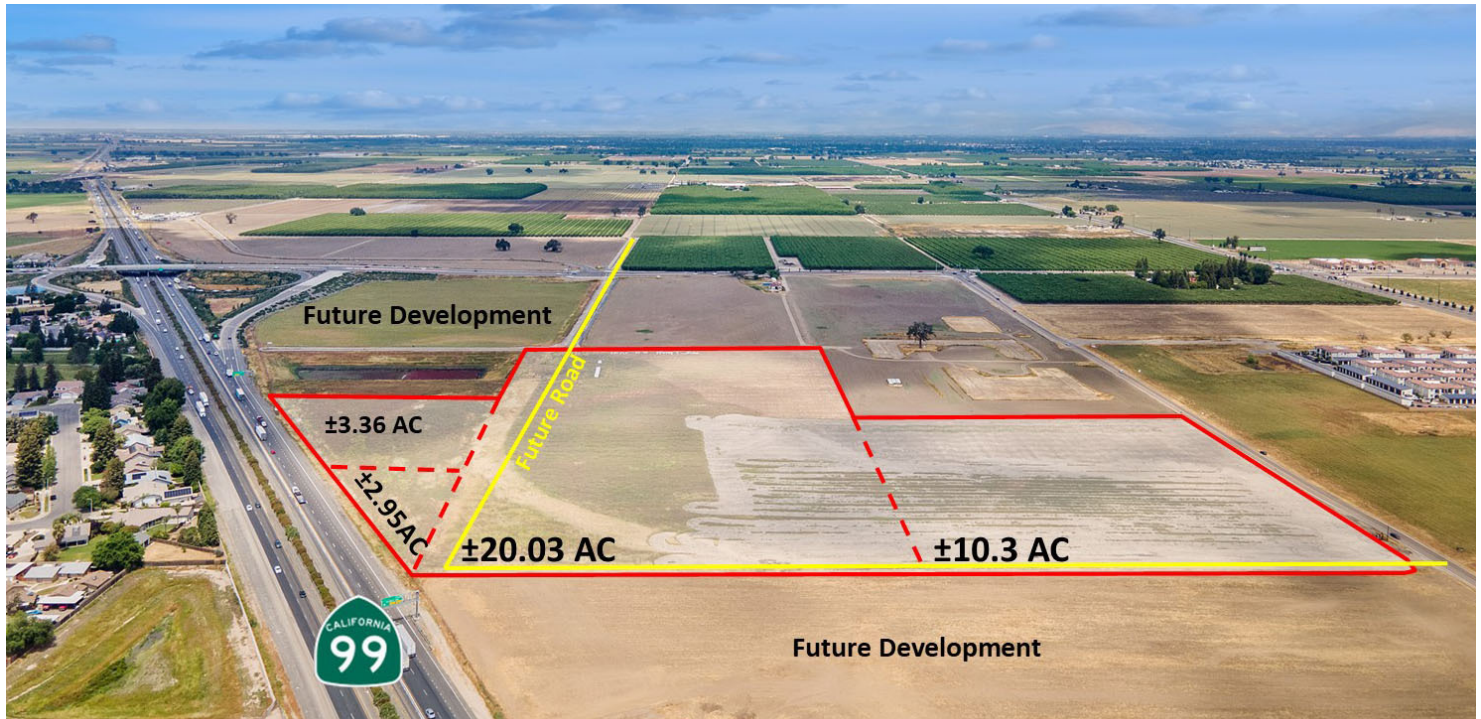 Future Development
Future Road
±3.36 AC
±2.95AC
±20.03 AC
±10.3 AC
CALIFORNIA
99
Future Development